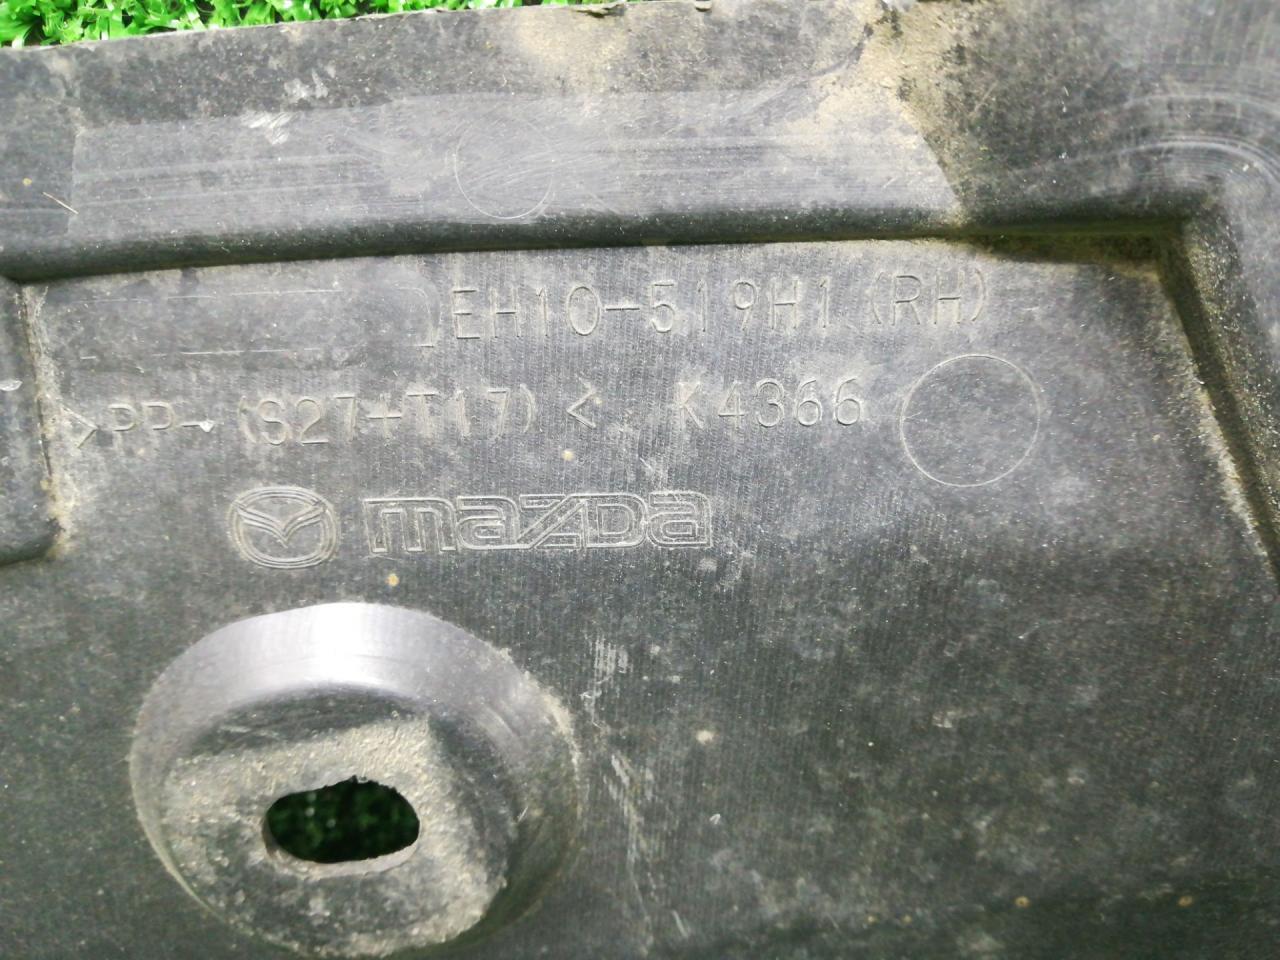 EH10-519H1 (RH)
>PP-(S27+T17)< K4366
mazda